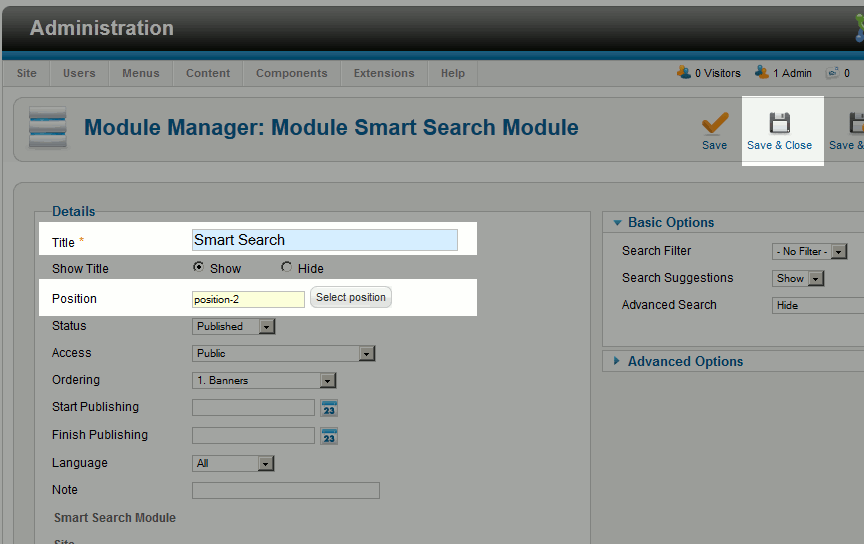 Administration
Site Users Menus Content Components Extensions Help 0 Visitors 1 Admin 0
Module Manager: Module Smart Search Module
Save Save & Close Save &
Details
Title * Smart Search
Show Title Show Hide
Position position-2 Select position
Status Published
Access Public
Ordering 1. Banners
Start Publishing 23
Finish Publishing 23
Language All
Note
Smart Search Module
Site
Basic Options
Search Filter - No Filter -
Search Suggestions Show
Advanced Search Hide
Advanced Options